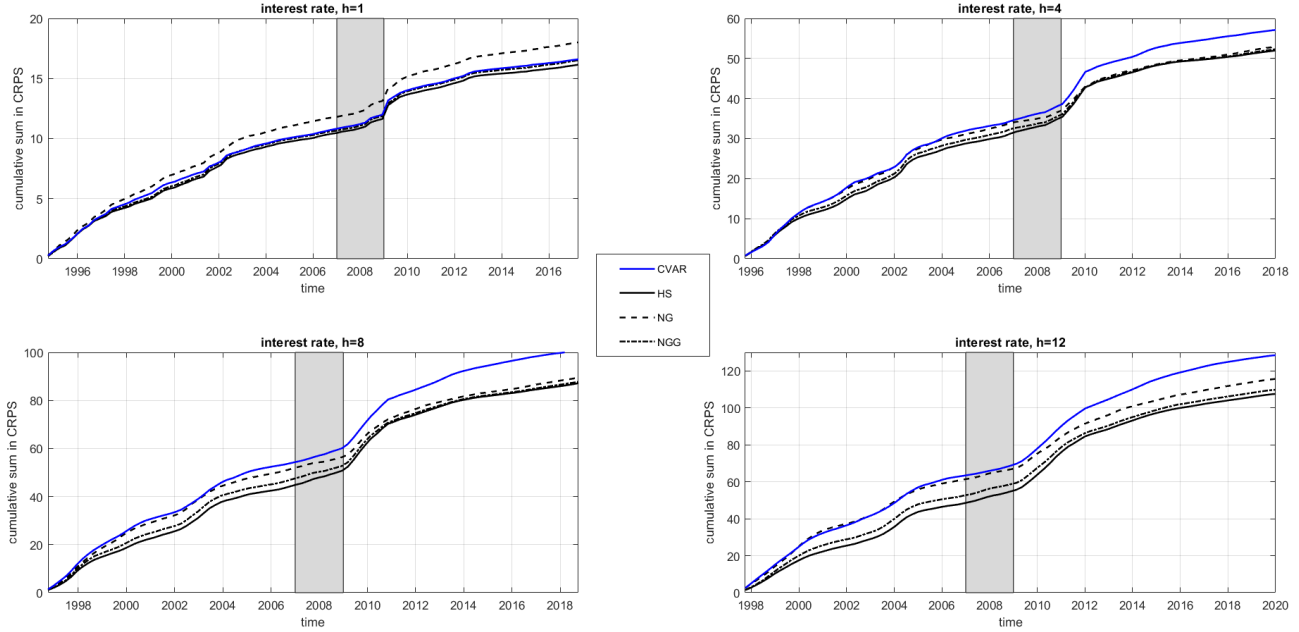 interest rate, h=1
20
15
10
5
0
cumulative sum in CRPS
1996 1998 2000 2002 2004 2006 2008 2010 2012 2014 2016
time
interest rate, h=4
60
50
40
30
20
10
0
cumulative sum in CRPS
1996 1998 2000 2002 2004 2006 2008 2010 2012 2014 2016 2018
time
CVAR
HS
NG
NGG
interest rate, h=8
100
80
60
40
20
0
cumulative sum in CRPS
1998 2000 2002 2004 2006 2008 2010 2012 2014 2016 2018
time
interest rate, h=12
120
100
80
60
40
20
0
cumulative sum in CRPS
1998 2000 2002 2004 2006 2008 2010 2012 2014 2016 2018 2020
time